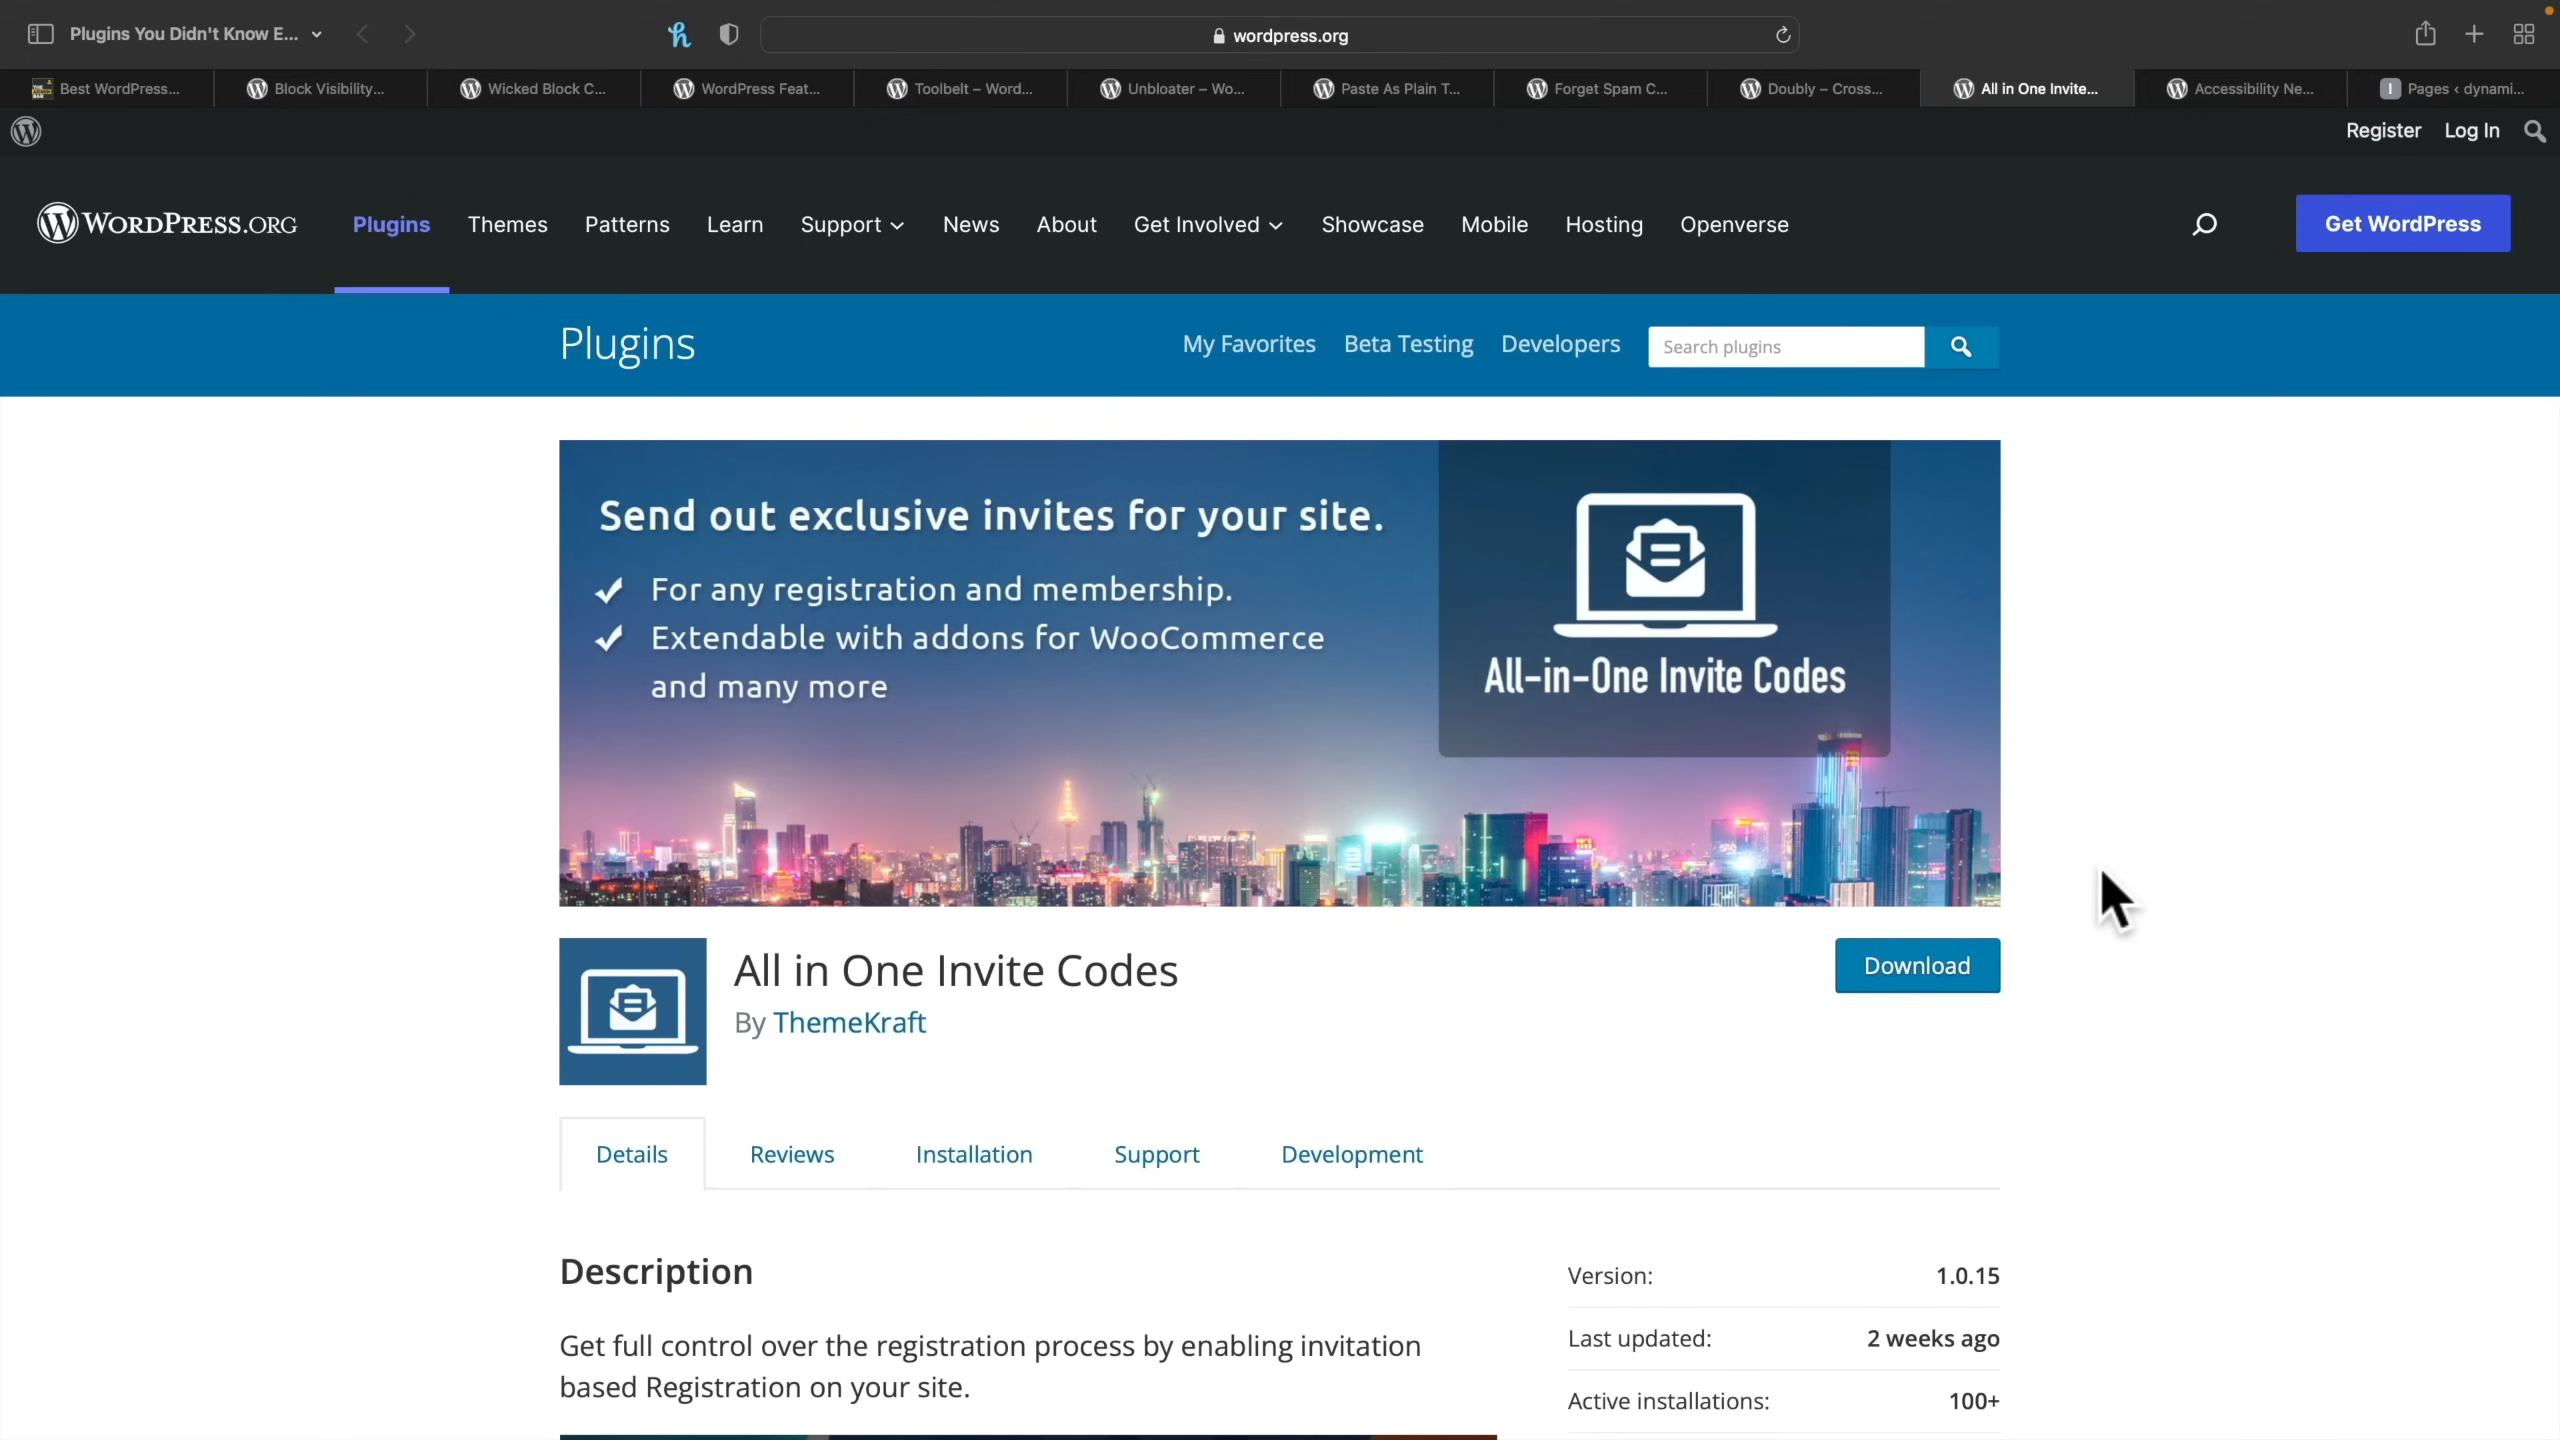 Plugins You Didn't Know E...
wordpress.org
Best WordPress...
Block Visibility...
Wicked Block C...
WordPress Feat...
Toolbelt – Word...
Unbloater – Wo...
Paste As Plain T...
Forget Spam C...
Doubly – Cross...
All in One Invite...
Accessibility Ne...
Pages ‹ dynami...
Register Log In
WORDPRESS.ORG Plugins Themes Patterns Learn Support News About Get Involved Showcase Mobile Hosting Openverse Get WordPress
Plugins My Favorites Beta Testing Developers Search plugins
Send out exclusive invites for your site.
For any registration and membership.
Extendable with addons for WooCommerce
and many more
All-in-One Invite Codes
All in One Invite Codes
Download
By ThemeKraft
Details Reviews Installation Support Development
Description
Get full control over the registration process by enabling invitation
based Registration on your site.
Version: 1.0.15
Last updated: 2 weeks ago
Active installations: 100+